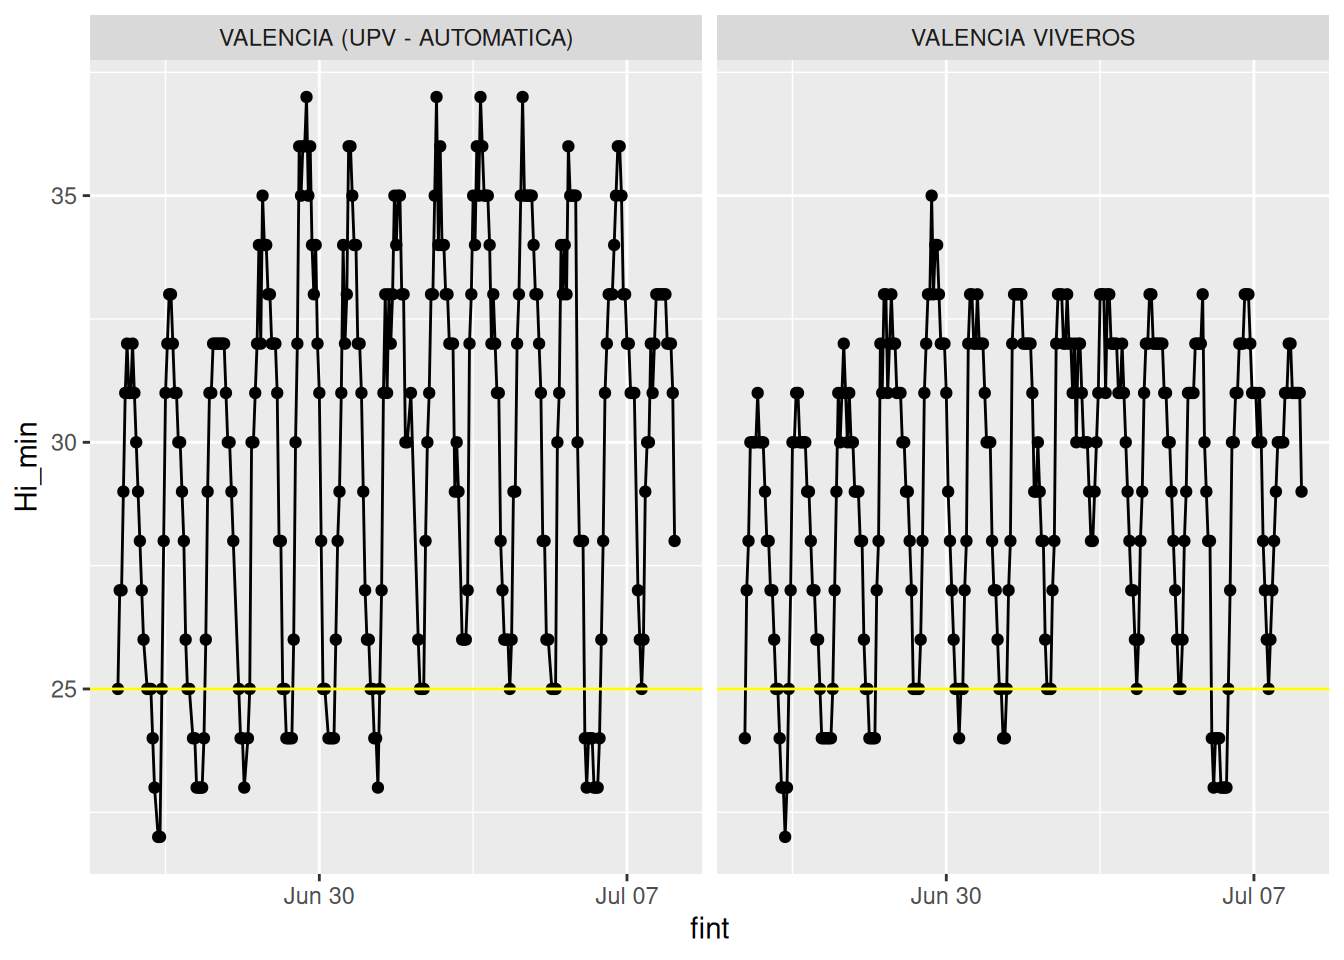 VALENCIA (UPV - AUTOMATICA)
VALENCIA VIVEROS
Hi_min
35
30
25
Jun 30
Jul 07
Jun 30
Jul 07
fint